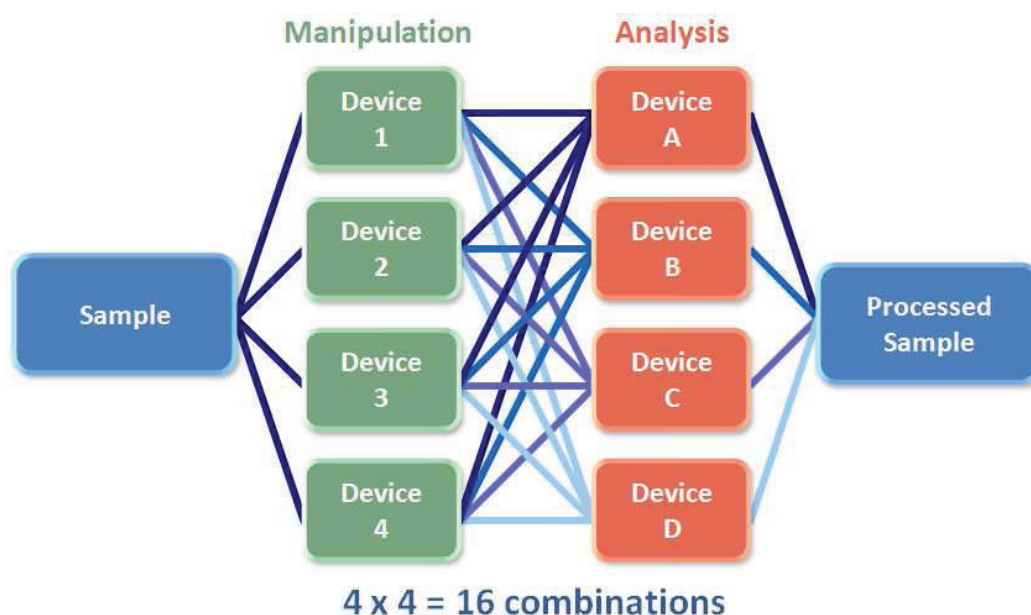 Manipulation
Analysis
Device
1
Device
A
Device
2
Device
B
Sample
Processed
Sample
Device
3
Device
C
Device
4
Device
D
4 x 4 = 16 combinations